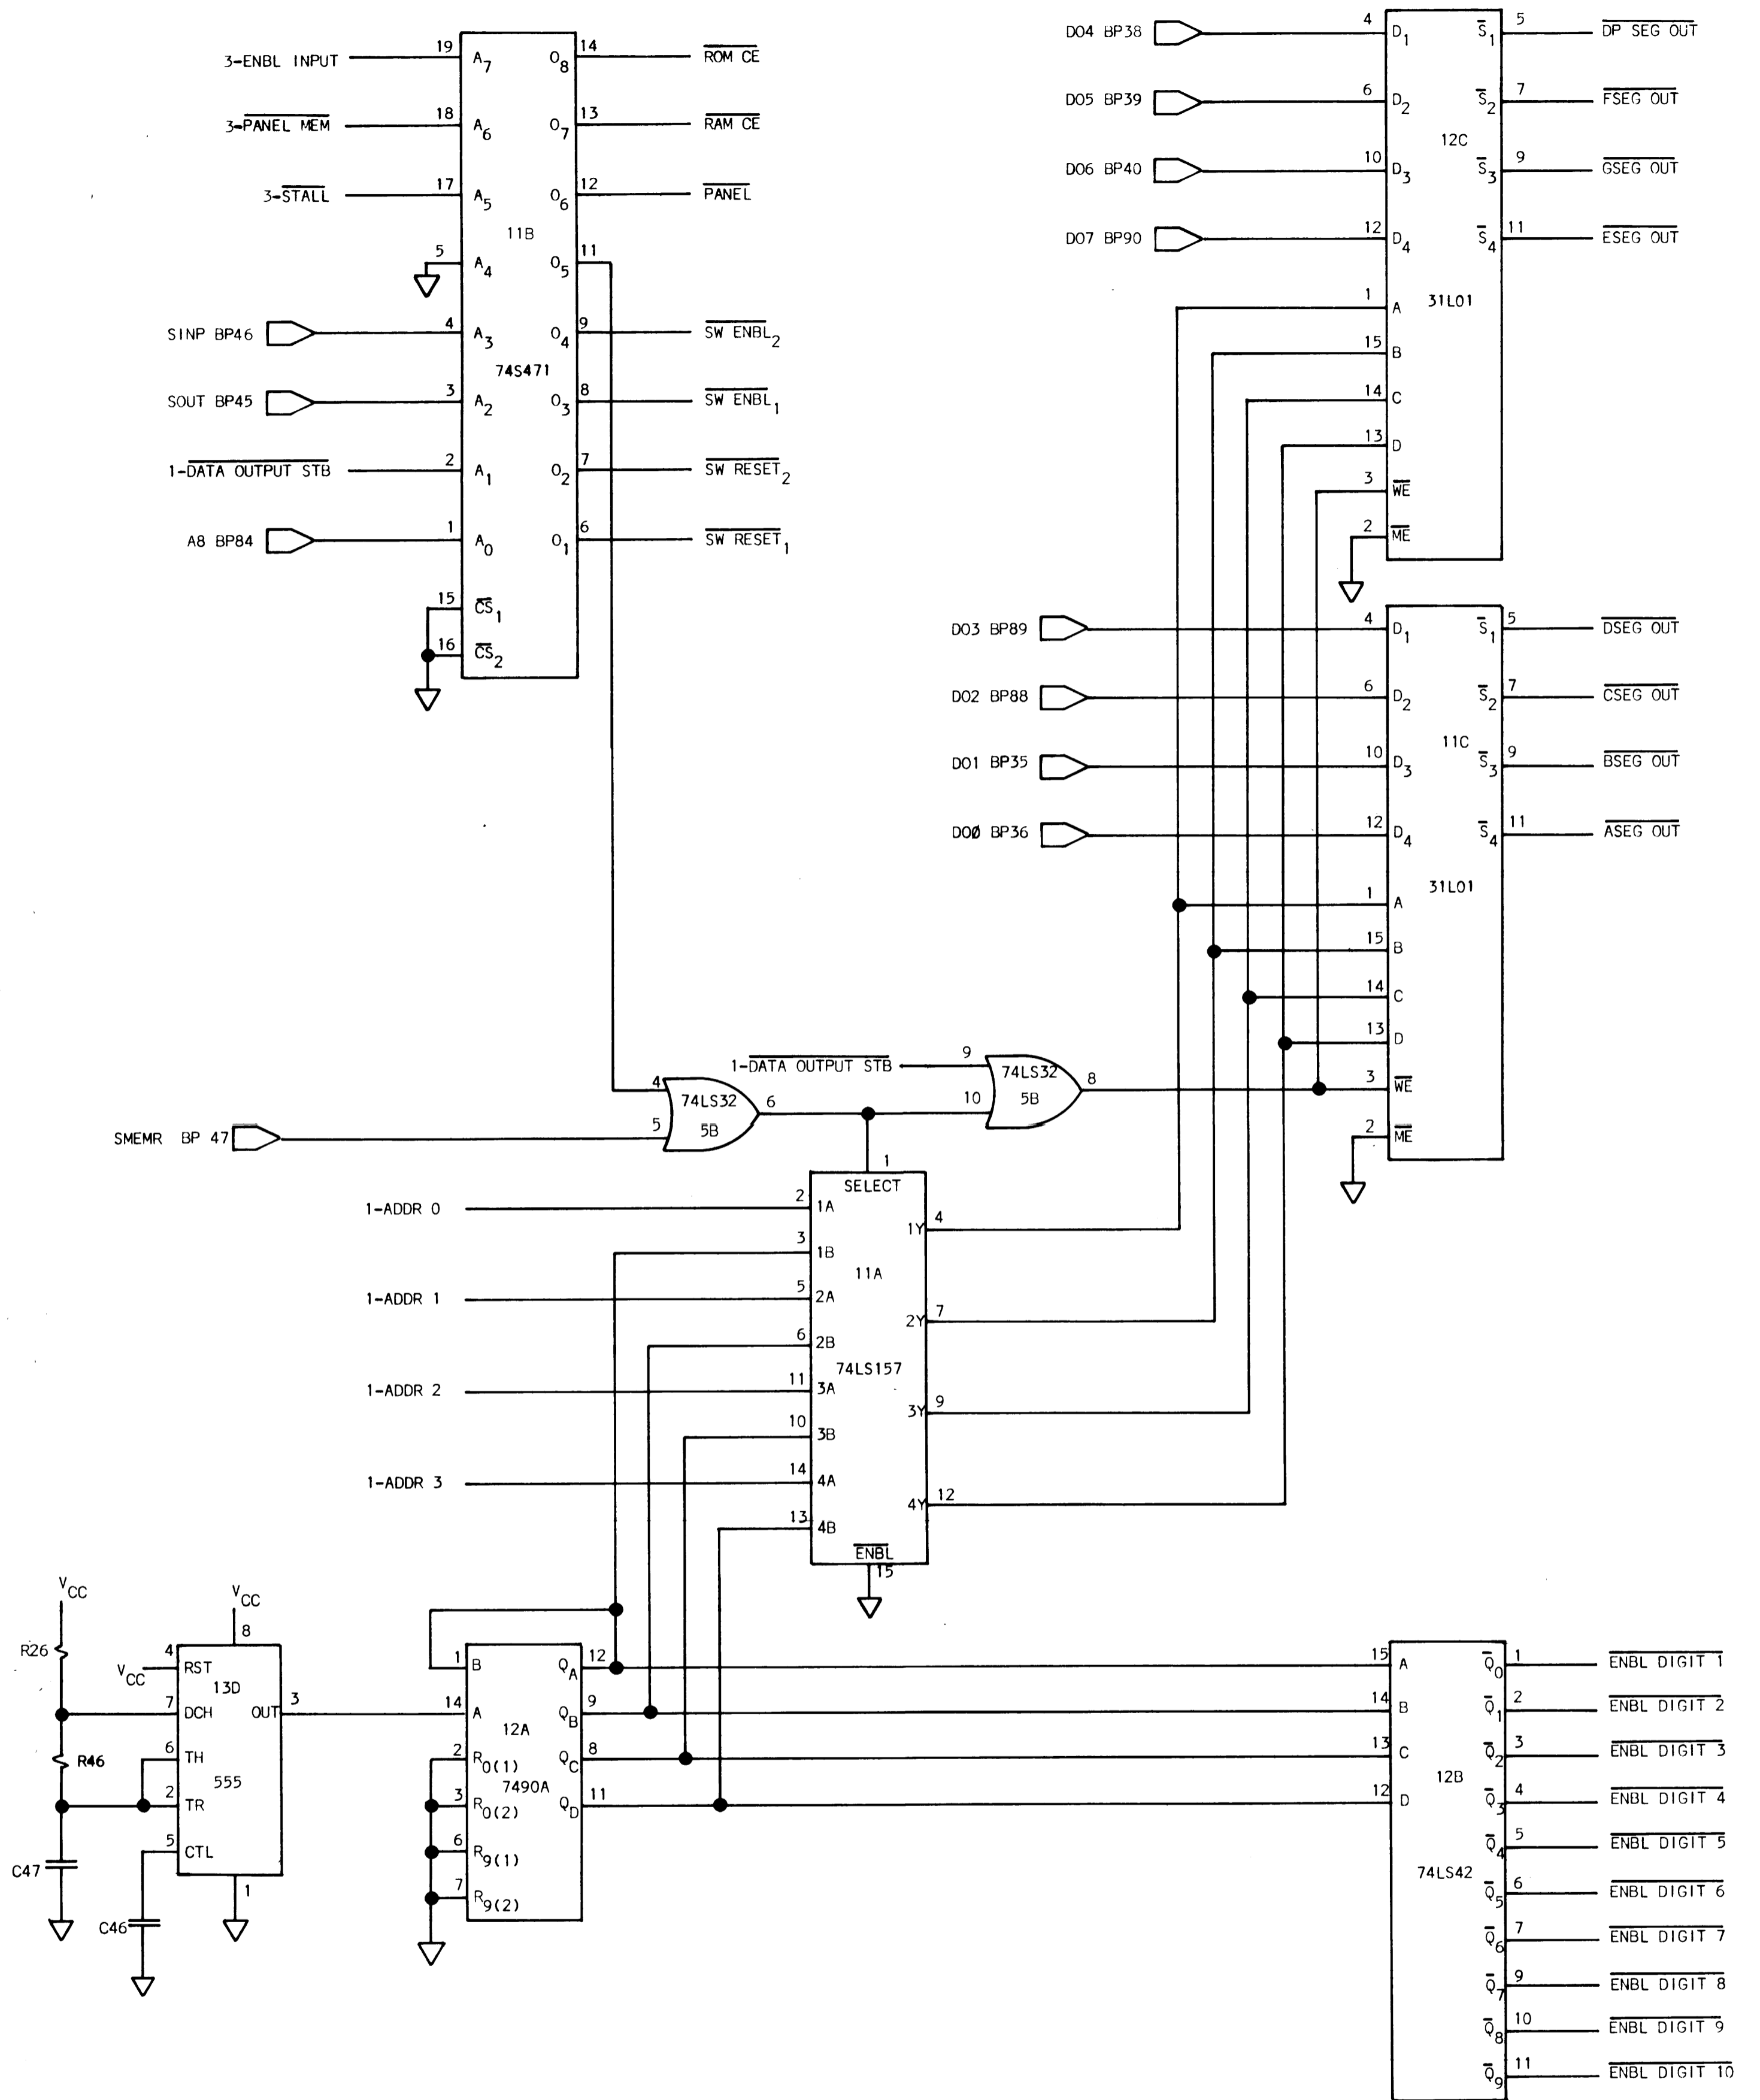 3-ENBL INPUT 19 A7 O8 14 ROM CE
3-PANEL MEM 18 A6 O7 13 RAM CE
3-STALL 17 A5 O6 12 PANEL
11B
5 A4 O5 11
SINP BP46 4 A3 O4 9 SW ENBL2
74S471
SOUT BP45 3 A2 O3 8 SW ENBL1
1-DATA OUTPUT STB 2 A1 O2 7 SW RESET2
A8 BP84 1 A0 O1 6 SW RESET1
15 CS1
16 CS2
DO4 BP38 4 D1 S1 5 DP SEG OUT
DO5 BP39 6 D2 S2 7 FSEG OUT
12C
DO6 BP40 10 D3 S3 9 GSEG OUT
DO7 BP90 12 D4 S4 11 ESEG OUT
31L01
1 A
15 B
14 C
13 D
3 WE
2 ME
DO3 BP89 4 D1 S1 5 DSEG OUT
DO2 BP88 6 D2 S2 7 CSEG OUT
11C
DO1 BP35 10 D3 S3 9 BSEG OUT
DOØ BP36 12 D4 S4 11 ASEG OUT
31L01
1 A
15 B
14 C
13 D
3 WE
2 ME
1-DATA OUTPUT STB 9 74LS32 8
10 5B
4 74LS32 6
SMEMR BP 47 5 5B
1
SELECT
1-ADDR 0 2 1A
1Y 4
3 1B
11A
1-ADDR 1 5 2A
2Y 7
6 2B
74LS157
1-ADDR 2 11 3A
3Y 9
10 3B
1-ADDR 3 14 4A
4Y 12
13 4B
ENBL
15
VCC
VCC
R26
8
VCC 4 RST
13D
7 DCH OUT 3
R46 6 TH
555
2 TR
5 CTL
C47
1
C46
1 B QA 12
14 A QB 9
12A
2 R0(1) QC 8
7490A
3 R0(2) QD 11
6 R9(1)
7 R9(2)
15 A Q0 1 ENBL DIGIT 1
14 B Q1 2 ENBL DIGIT 2
13 C Q2 3 ENBL DIGIT 3
12B
12 D Q3 4 ENBL DIGIT 4
Q4 5 ENBL DIGIT 5
74LS42
Q5 6 ENBL DIGIT 6
Q6 7 ENBL DIGIT 7
Q7 9 ENBL DIGIT 8
Q8 10 ENBL DIGIT 9
Q9 11 ENBL DIGIT 10